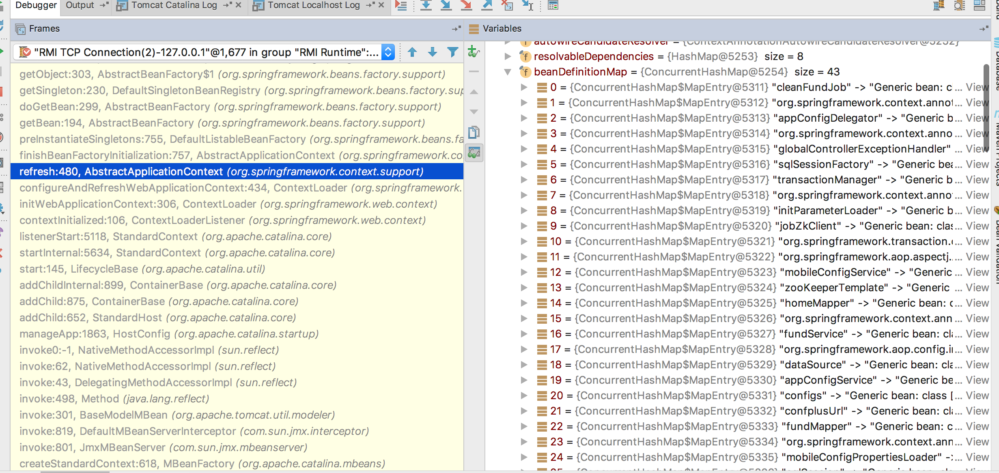 Debugger
Output
Tomcat Catalina Log
Tomcat Localhost Log
Frames
Variables
"RMI TCP Connection(2)-127.0.0.1"@1,677 in group "RMI Runtime":...
getObject:303, AbstractBeanFactory$1 (org.springframework.beans.factory.support)
getSingleton:230, DefaultSingletonBeanRegistry (org.springframework.beans.factory.sup
doGetBean:299, AbstractBeanFactory (org.springframework.beans.factory.support)
getBean:194, AbstractBeanFactory (org.springframework.beans.factory.support)
preInstantiateSingletons:755, DefaultListableBeanFactory (org.springframework.beans.fa
finishBeanFactoryInitialization:757, AbstractApplicationContext (org.springframework.co
refresh:480, AbstractApplicationContext (org.springframework.context.support)
configureAndRefreshWebApplicationContext:434, ContextLoader (org.springframework.
initWebApplicationContext:306, ContextLoader (org.springframework.web.context)
contextInitialized:106, ContextLoaderListener (org.springframework.web.context)
listenerStart:5118, StandardContext (org.apache.catalina.core)
startInternal:5634, StandardContext (org.apache.catalina.core)
start:145, LifecycleBase (org.apache.catalina.util)
addChildInternal:899, ContainerBase (org.apache.catalina.core)
addChild:875, ContainerBase (org.apache.catalina.core)
addChild:652, StandardHost (org.apache.catalina.core)
manageApp:1863, HostConfig (org.apache.catalina.startup)
invoke0:-1, NativeMethodAccessorImpl (sun.reflect)
invoke:62, NativeMethodAccessorImpl (sun.reflect)
invoke:43, DelegatingMethodAccessorImpl (sun.reflect)
invoke:498, Method (java.lang.reflect)
invoke:301, BaseModelMBean (org.apache.tomcat.util.modeler)
invoke:819, DefaultMBeanServerInterceptor (com.sun.jmx.interceptor)
invoke:801, JmxMBeanServer (com.sun.jmx.mbeanserver)
createStandardContext:618, MBeanFactory (org.apache.catalina.mbeans)
autowireCandidateResolver = {ContextAnnotationAutowireCandidateResolver@5252}
resolvableDependencies = {HashMap@5253} size = 8
beanDefinitionMap = {ConcurrentHashMap@5254} size = 43
0 = {ConcurrentHashMap$MapEntry@5311} "cleanFundJob" -> "Generic bean: cl... View
1 = {ConcurrentHashMap$MapEntry@5312} "org.springframework.context.annot... View
2 = {ConcurrentHashMap$MapEntry@5313} "appConfigDelegator" -> "Generic b... View
3 = {ConcurrentHashMap$MapEntry@5314} "org.springframework.context.anno... View
4 = {ConcurrentHashMap$MapEntry@5315} "globalControllerExceptionHandler" ... View
5 = {ConcurrentHashMap$MapEntry@5316} "sqlSessionFactory" -> "Generic bea... View
6 = {ConcurrentHashMap$MapEntry@5317} "transactionManager" -> "Generic b... View
7 = {ConcurrentHashMap$MapEntry@5318} "org.springframework.context.annot... View
8 = {ConcurrentHashMap$MapEntry@5319} "initParameterLoader" -> "Generic b... View
9 = {ConcurrentHashMap$MapEntry@5320} "jobZkClient" -> "Generic bean: clas... View
10 = {ConcurrentHashMap$MapEntry@5321} "org.springframework.transaction.c... View
11 = {ConcurrentHashMap$MapEntry@5322} "org.springframework.aop.aspectj.... View
12 = {ConcurrentHashMap$MapEntry@5323} "mobileConfigService" -> "Generic ... View
13 = {ConcurrentHashMap$MapEntry@5324} "zooKeeperTemplate" -> "Generic ... View
14 = {ConcurrentHashMap$MapEntry@5325} "homeMapper" -> "Generic bean: c... View
15 = {ConcurrentHashMap$MapEntry@5326} "org.springframework.context.ann... View
16 = {ConcurrentHashMap$MapEntry@5327} "fundService" -> "Generic bean: cla... View
17 = {ConcurrentHashMap$MapEntry@5328} "org.springframework.aop.config.i... View
18 = {ConcurrentHashMap$MapEntry@5329} "dataSource" -> "Generic bean: cla... View
19 = {ConcurrentHashMap$MapEntry@5330} "appConfigService" -> "Generic be... View
20 = {ConcurrentHashMap$MapEntry@5331} "configs" -> "Generic bean: class [... View
21 = {ConcurrentHashMap$MapEntry@5332} "confplusUrl" -> "Generic bean: cla... View
22 = {ConcurrentHashMap$MapEntry@5333} "fundMapper" -> "Generic bean: c... View
23 = {ConcurrentHashMap$MapEntry@5334} "org.springframework.context.ann... View
24 = {ConcurrentHashMap$MapEntry@5335} "mobileConfigPropertiesLoader" -... View
Database
Maven Projects
Bean Validation